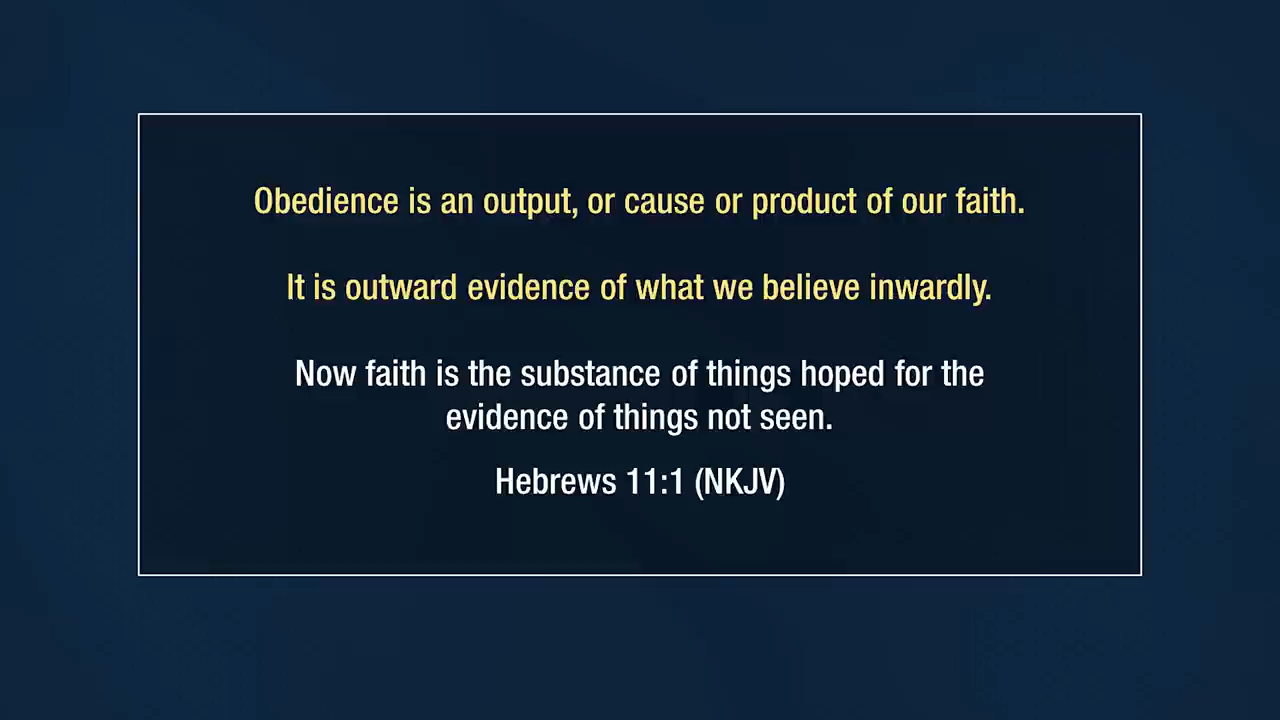 Obedience is an output, or cause or product of our faith.
It is outward evidence of what we believe inwardly.
Now faith is the substance of things hoped for the
evidence of things not seen.
Hebrews 11:1 (NKJV)